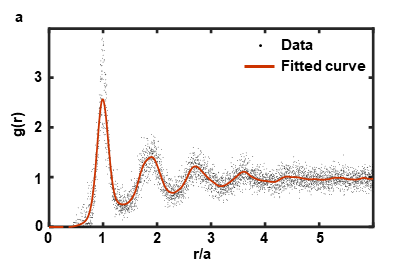 a
Data
Fitted curve
g(r)
3
2
1
0
0 1 2 3 4 5
r/a